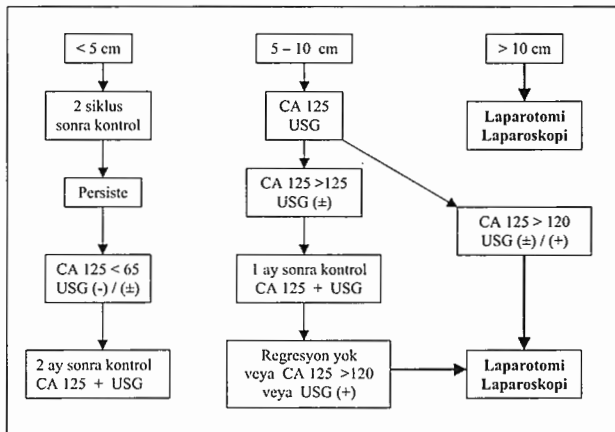 < 5 cm
2 siklus
sonra kontrol
Persiste
CA 125 < 65
USG (-) / (±)
2 ay sonra kontrol
CA 125 + USG
5 – 10 cm
CA 125
USG
CA 125 >125
USG (±)
1 ay sonra kontrol
CA 125 + USG
Regresyon yok
veya CA 125 >120
veya USG (+)
> 10 cm
Laparotomi
Laparoskopi
CA 125 > 120
USG (±) / (+)
Laparotomi
Laparoskopi